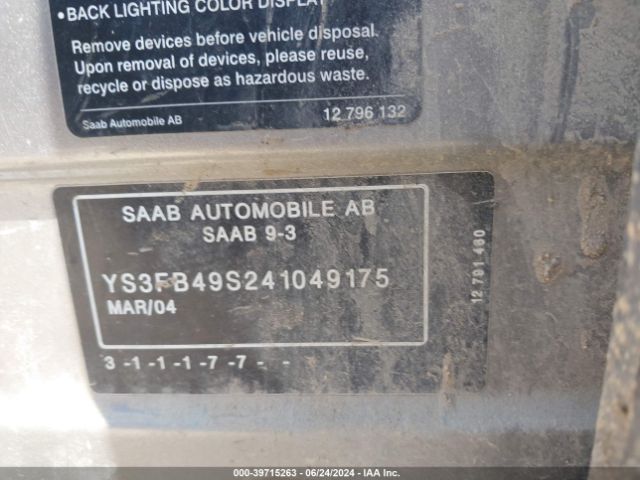 • BACK LIGHTING COLOR DISPLAY
Remove devices before vehicle disposal.
Upon removal of devices, please reuse,
recycle or dispose as hazardous waste.
Saab Automobile AB 12 796 132
SAAB AUTOMOBILE AB
SAAB 9-3
YS3FB49S241049175
MAR/04
3 -1 -1 -1 -7 -7 - -
12 791 460
000-39715263 - 06/24/2024 - IAA Inc.